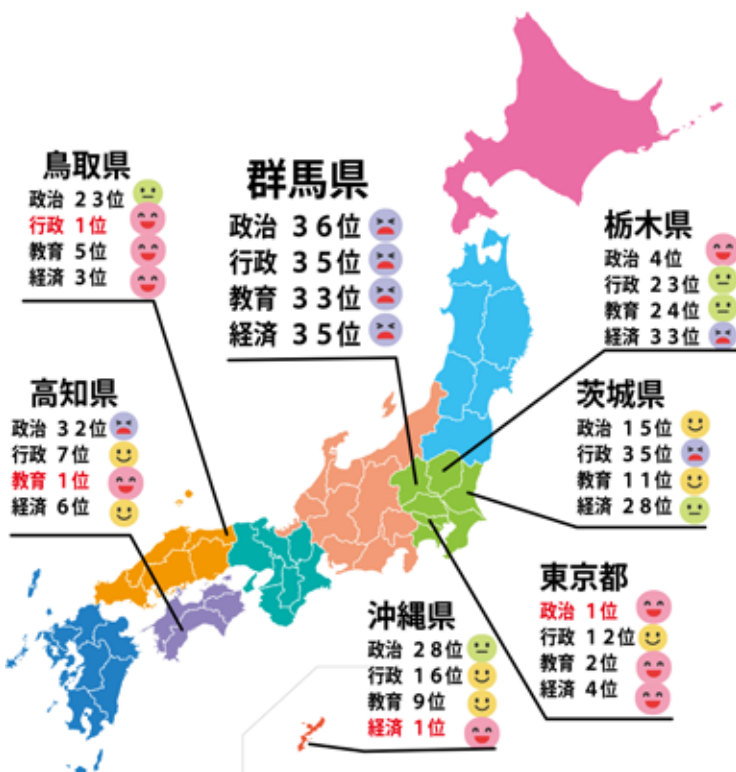 鳥取県
政治 23位
行政 1位
教育 5位
経済 3位
群馬県
政治 36位
行政 35位
教育 33位
経済 35位
栃木県
政治 4位
行政 23位
教育 24位
経済 33位
高知県
政治 32位
行政 7位
教育 1位
経済 6位
茨城県
政治 15位
行政 35位
教育 11位
経済 28位
東京都
政治 1位
行政 12位
教育 2位
経済 4位
沖縄県
政治 28位
行政 16位
教育 9位
経済 1位